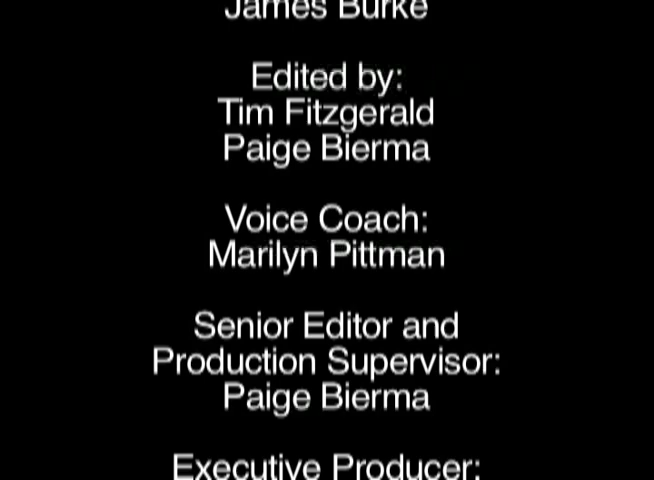 James Burke
Edited by:
Tim Fitzgerald
Paige Bierma
Voice Coach:
Marilyn Pittman
Senior Editor and
Production Supervisor:
Paige Bierma
Executive Producer: